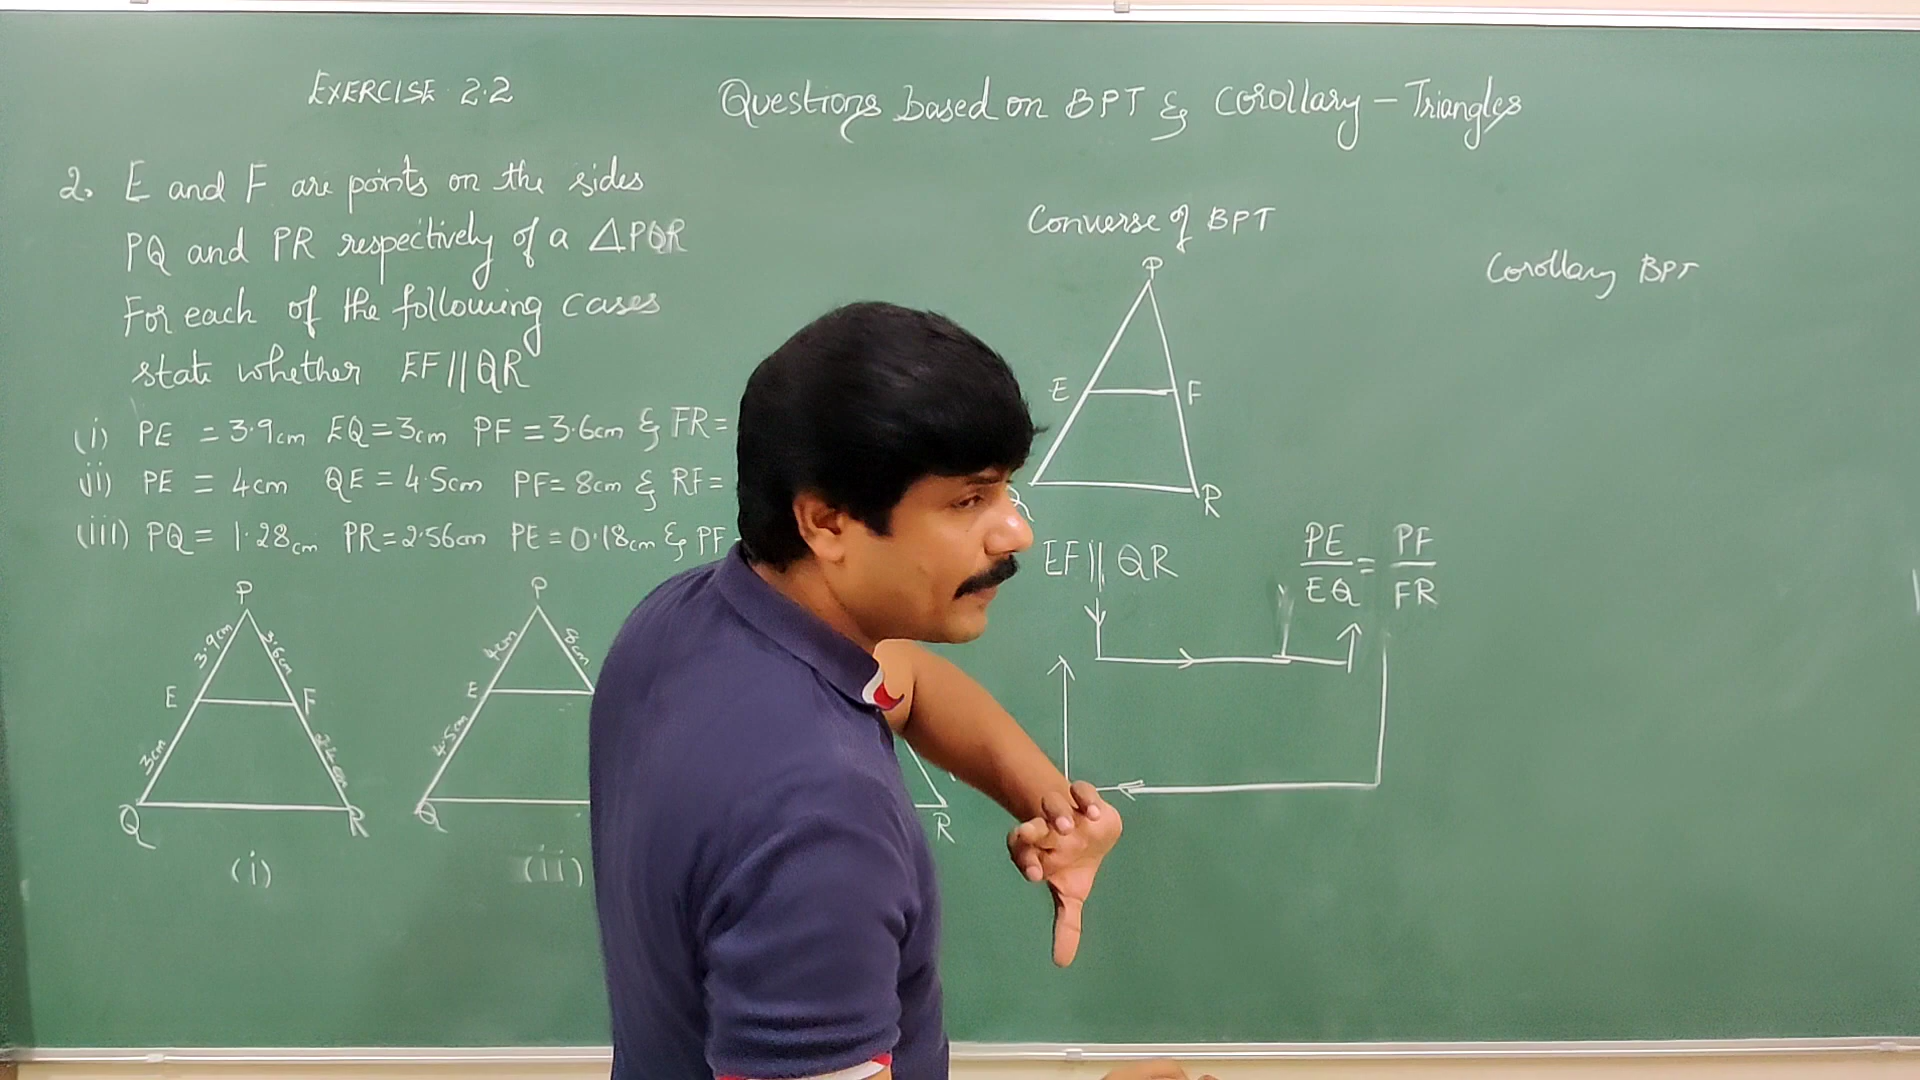 EXERCISE 2.2
Questions based on BPT & Corollary – Triangles
2. E and F are points on the sides
PQ and PR respectively of a △PQR
For each of the following cases
state whether EF||QR
(i) PE = 3.9cm EQ=3cm PF = 3.6cm & FR=
(ii) PE = 4cm QE = 4.5cm PF= 8cm & RF=
(iii) PQ = 1.28cm PR=2.56cm PE=0.18cm & PF
P
3.9cm
3.6cm
E
F
3cm
Q
R
(i)
P
4cm
8cm
E
4.5cm
Q
(ii)
R
Converse of BPT
P
E
F
R
EF||QR
PE/EQ = PF/FR
Corollary BPT